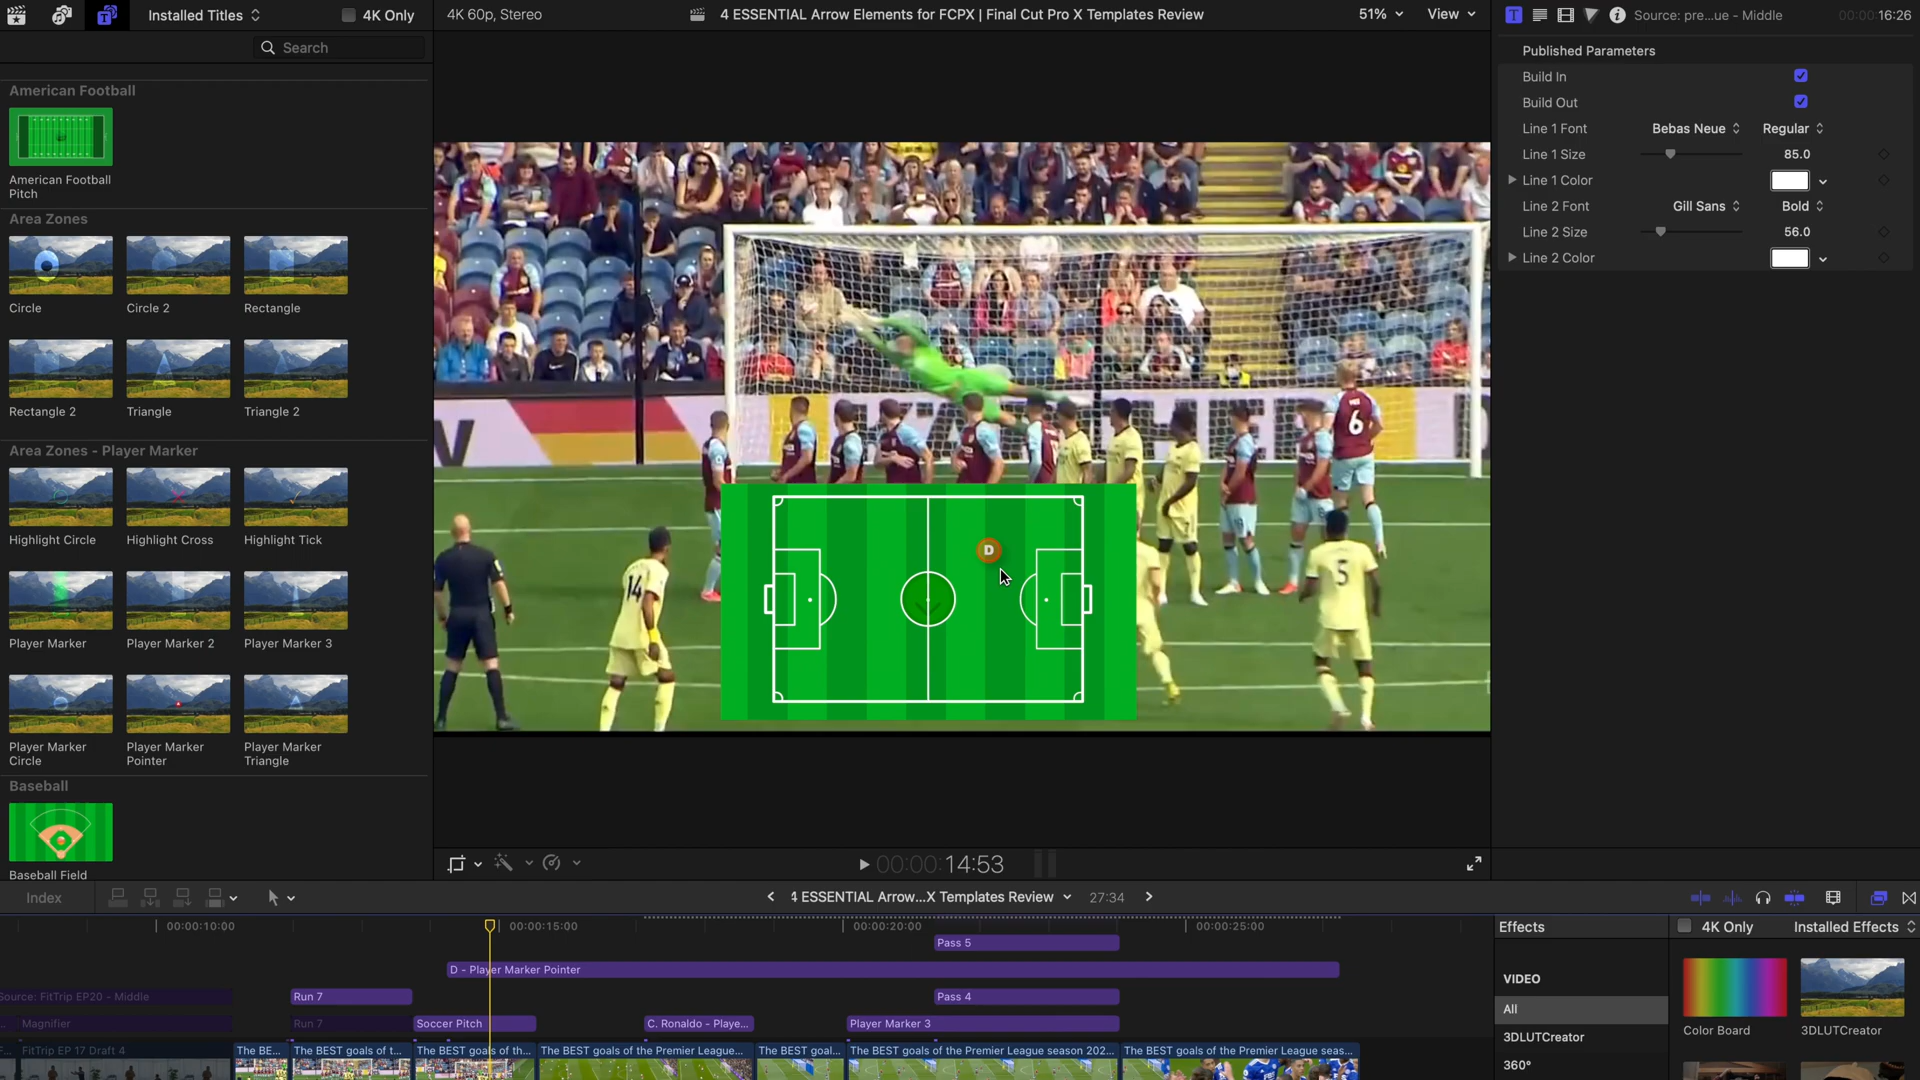 Installed Titles
4K Only
4K 60p, Stereo
4 ESSENTIAL Arrow Elements for FCPX | Final Cut Pro X Templates Review
51%
View
Source: pre...ue - Middle
00:00:16:26
Search
American Football
American Football
Pitch
Area Zones
Circle
Circle 2
Rectangle
Rectangle 2
Triangle
Triangle 2
Area Zones - Player Marker
Highlight Circle
Highlight Cross
Highlight Tick
Player Marker
Player Marker 2
Player Marker 3
Player Marker
Circle
Player Marker
Pointer
Player Marker
Triangle
Baseball
Baseball Field
6
14
5
D
Published Parameters
Build In
Build Out
Line 1 Font
Bebas Neue
Regular
Line 1 Size
85.0
Line 1 Color
Line 2 Font
Gill Sans
Bold
Line 2 Size
56.0
Line 2 Color
00:00:14:53
Index
4 ESSENTIAL Arrow...X Templates Review
27:34
00:00:10:00
00:00:15:00
00:00:20:00
00:00:25:00
Pass 5
D - Player Marker Pointer
Source: FitTrip EP20 - Middle
Run 7
Pass 4
Magnifier
Run 7
Soccer Pitch
C. Ronaldo - Playe...
Player Marker 3
FitTrip EP 17 Draft 4
The BE...
The BEST goals of t...
The BEST goals of th...
The BEST goals of the Premier League...
The BEST goal...
The BEST goals of the Premier League season 202...
The BEST goals of the Premier League seas...
Effects
4K Only
Installed Effects
VIDEO
All
3DLUTCreator
360°
Color Board
3DLUTCreator